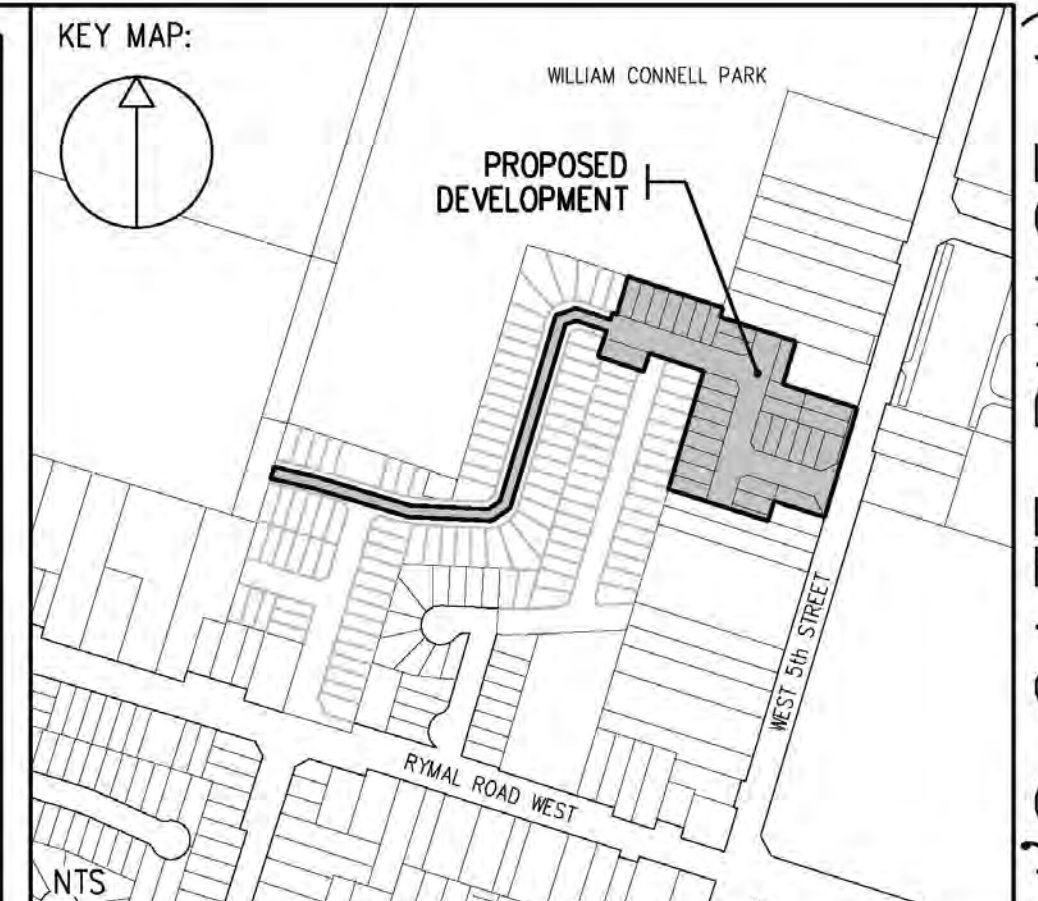 KEY MAP:
WILLIAM CONNELL PARK
PROPOSED
DEVELOPMENT
WEST 5th STREET
RYMAL ROAD WEST
NTS